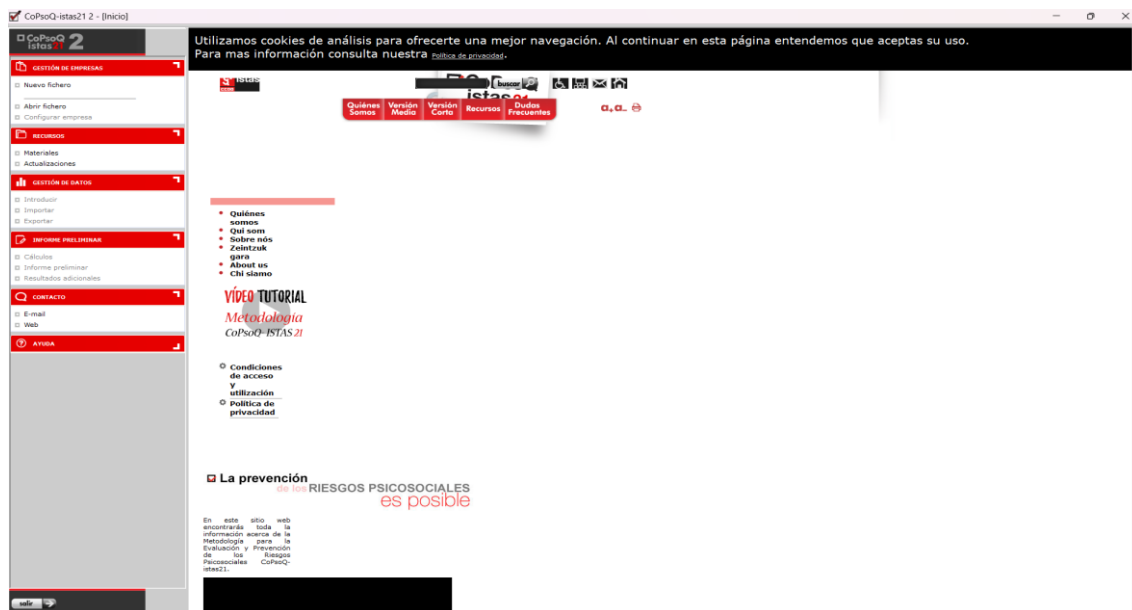 CoPsoQ-istas21 2 - [Inicio]
CoPsoQ
istas21 2
GESTIÓN DE EMPRESAS
Nuevo fichero
Abrir fichero
Configurar empresa
RECURSOS
Materiales
Actualizaciones
GESTIÓN DE DATOS
Introducir
Importar
Exportar
INFORME PRELIMINAR
Cálculos
Informe preliminar
Resultados adicionales
CONTACTO
E-mail
Web
AYUDA
salir
Utilizamos cookies de análisis para ofrecerte una mejor navegación. Al continuar en esta página entendemos que aceptas su uso.
Para mas información consulta nuestra Política de privacidad.
istas
buscar
istas21
Quiénes Somos
Versión Media
Versión Corta
Recursos
Dudas Frecuentes
a+a-
Quiénes
somos
Qui som
Sobre nós
Zeintzuk
gara
About us
Chi siamo
VÍDEO TUTORIAL
Metodología
CoPsoQ-ISTAS 21
Condiciones
de acceso
y
utilización
Política de
privacidad
La prevención
de los RIESGOS PSICOSOCIALES
es posible
En este sitio web
encontrarás toda la
información acerca de la
Metodología para la
Evaluación y Prevención
de los Riesgos
Psicosociales CoPsoQ-
istas21.